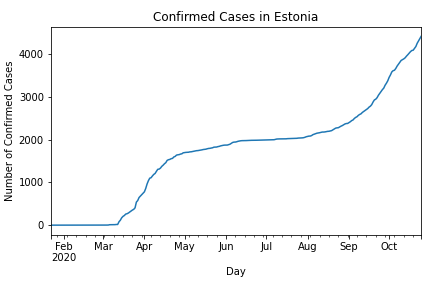 Confirmed Cases in Estonia
Number of Confirmed Cases
4000
3000
2000
1000
0
Feb Mar Apr May Jun Jul Aug Sep Oct
2020
Day